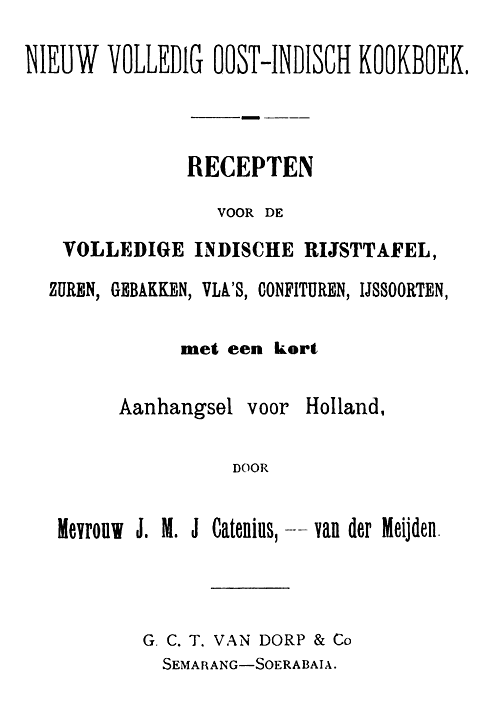 NIEUW VOLLEDIG OOST-INDISCH KOOKBOEK.
RECEPTEN
VOOR DE
VOLLEDIGE INDISCHE RIJSTTAFEL,
ZUREN, GEBAKKEN, VLA'S, CONFITUREN, IJSSOORTEN,
met een kort
Aanhangsel voor Holland,
DOOR
Mevrouw J. M. J Catenius, — van der Meijden.
G. C. T. VAN DORP & Co
SEMARANG—SOERABAIA.